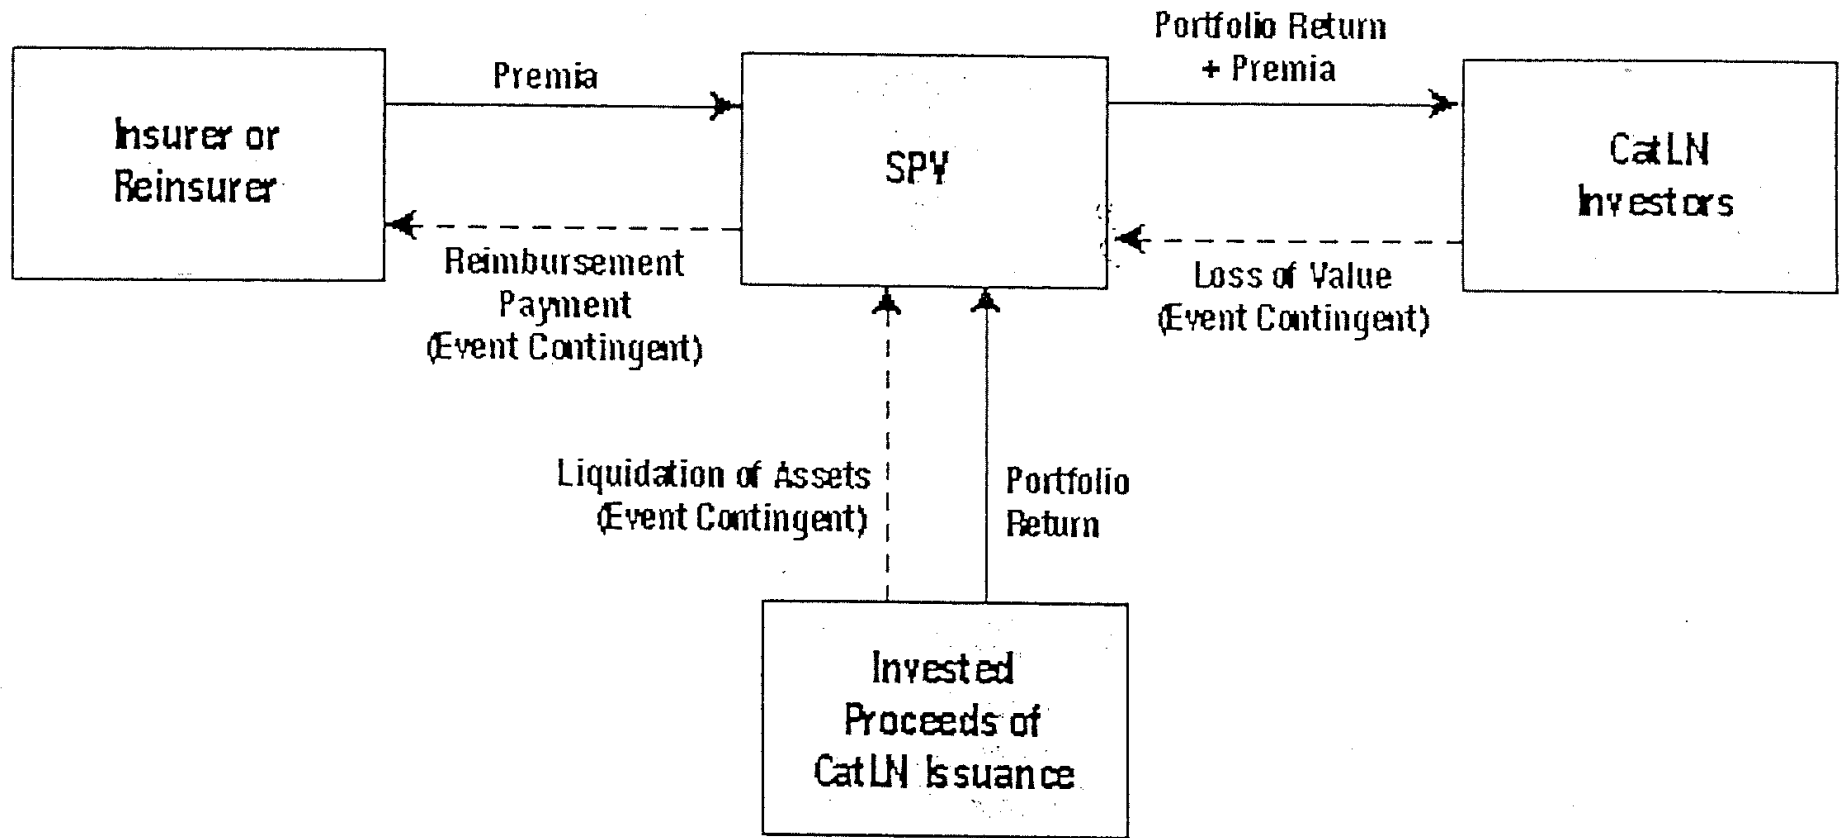 Portfolio Return
+ Premia
Premia
Insurer or
Reinsurer
SPV
CatLN
Investors
Reimbursement
Payment
(Event Contingent)
Loss of Value
(Event Contingent)
Liquidation of Assets
(Event Contingent)
Portfolio
Return
Invested
Proceeds of
CatLN Issuance